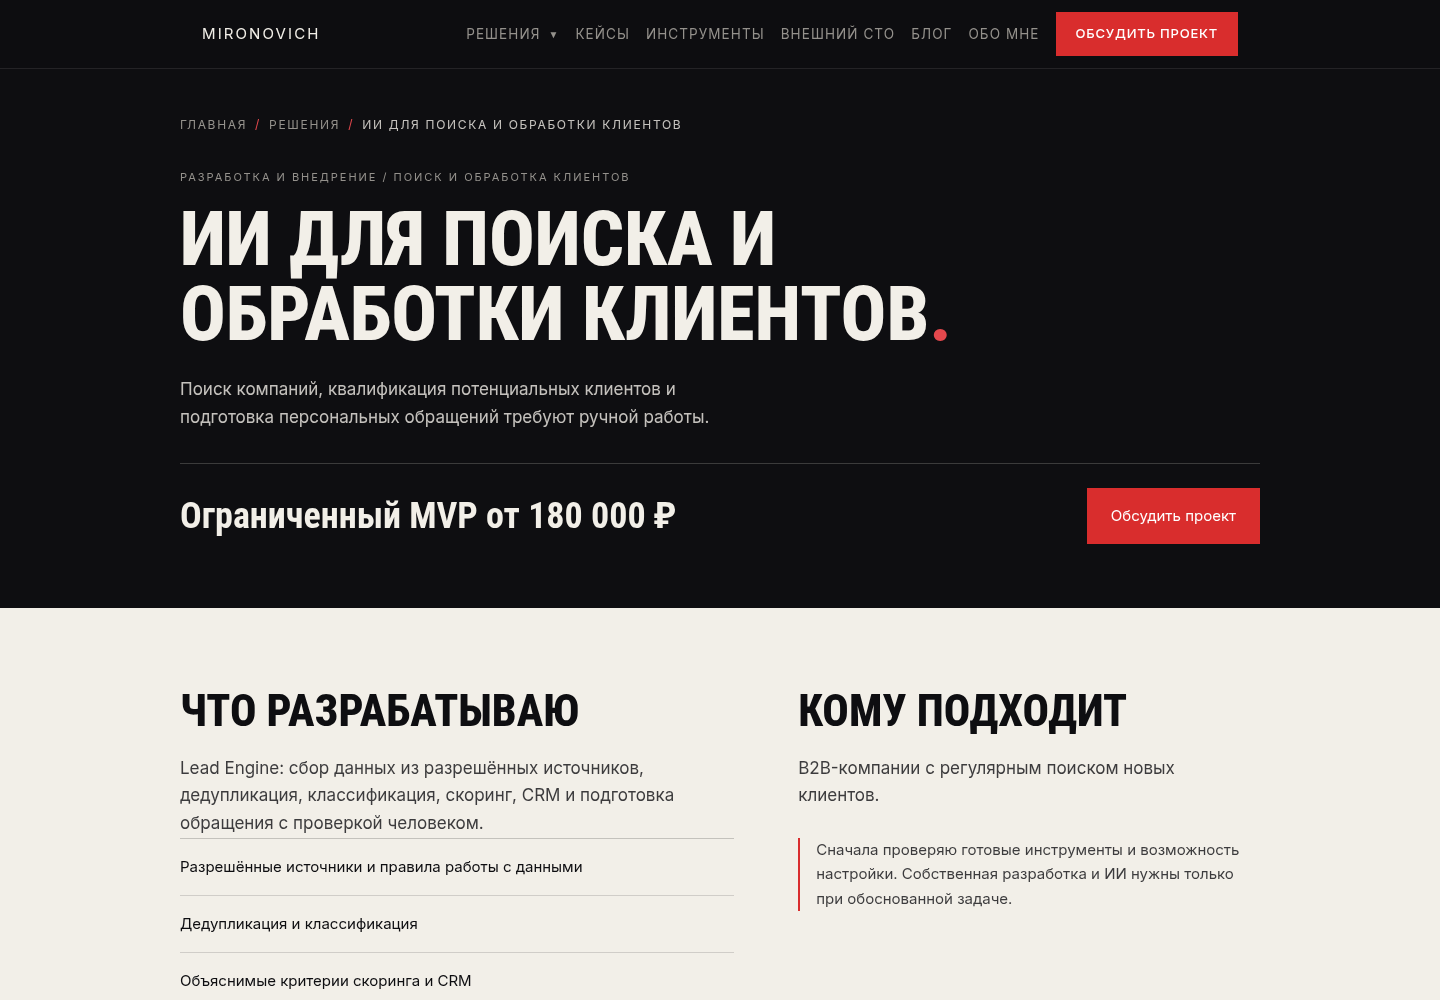 MIRONOVICH
РЕШЕНИЯ ▾ КЕЙСЫ ИНСТРУМЕНТЫ ВНЕШНИЙ СТО БЛОГ ОБО МНЕ ОБСУДИТЬ ПРОЕКТ
ГЛАВНАЯ / РЕШЕНИЯ / ИИ ДЛЯ ПОИСКА И ОБРАБОТКИ КЛИЕНТОВ
РАЗРАБОТКА И ВНЕДРЕНИЕ / ПОИСК И ОБРАБОТКА КЛИЕНТОВ
ИИ ДЛЯ ПОИСКА И
ОБРАБОТКИ КЛИЕНТОВ.
Поиск компаний, квалификация потенциальных клиентов и
подготовка персональных обращений требуют ручной работы.
Ограниченный MVP от 180 000 ₽
Обсудить проект
ЧТО РАЗРАБАТЫВАЮ
Lead Engine: сбор данных из разрешённых источников,
дедупликация, классификация, скоринг, CRM и подготовка
обращения с проверкой человеком.
Разрешённые источники и правила работы с данными
Дедупликация и классификация
Объяснимые критерии скоринга и CRM
КОМУ ПОДХОДИТ
B2B-компании с регулярным поиском новых
клиентов.
Сначала проверяю готовые инструменты и возможность
настройки. Собственная разработка и ИИ нужны только
при обоснованной задаче.